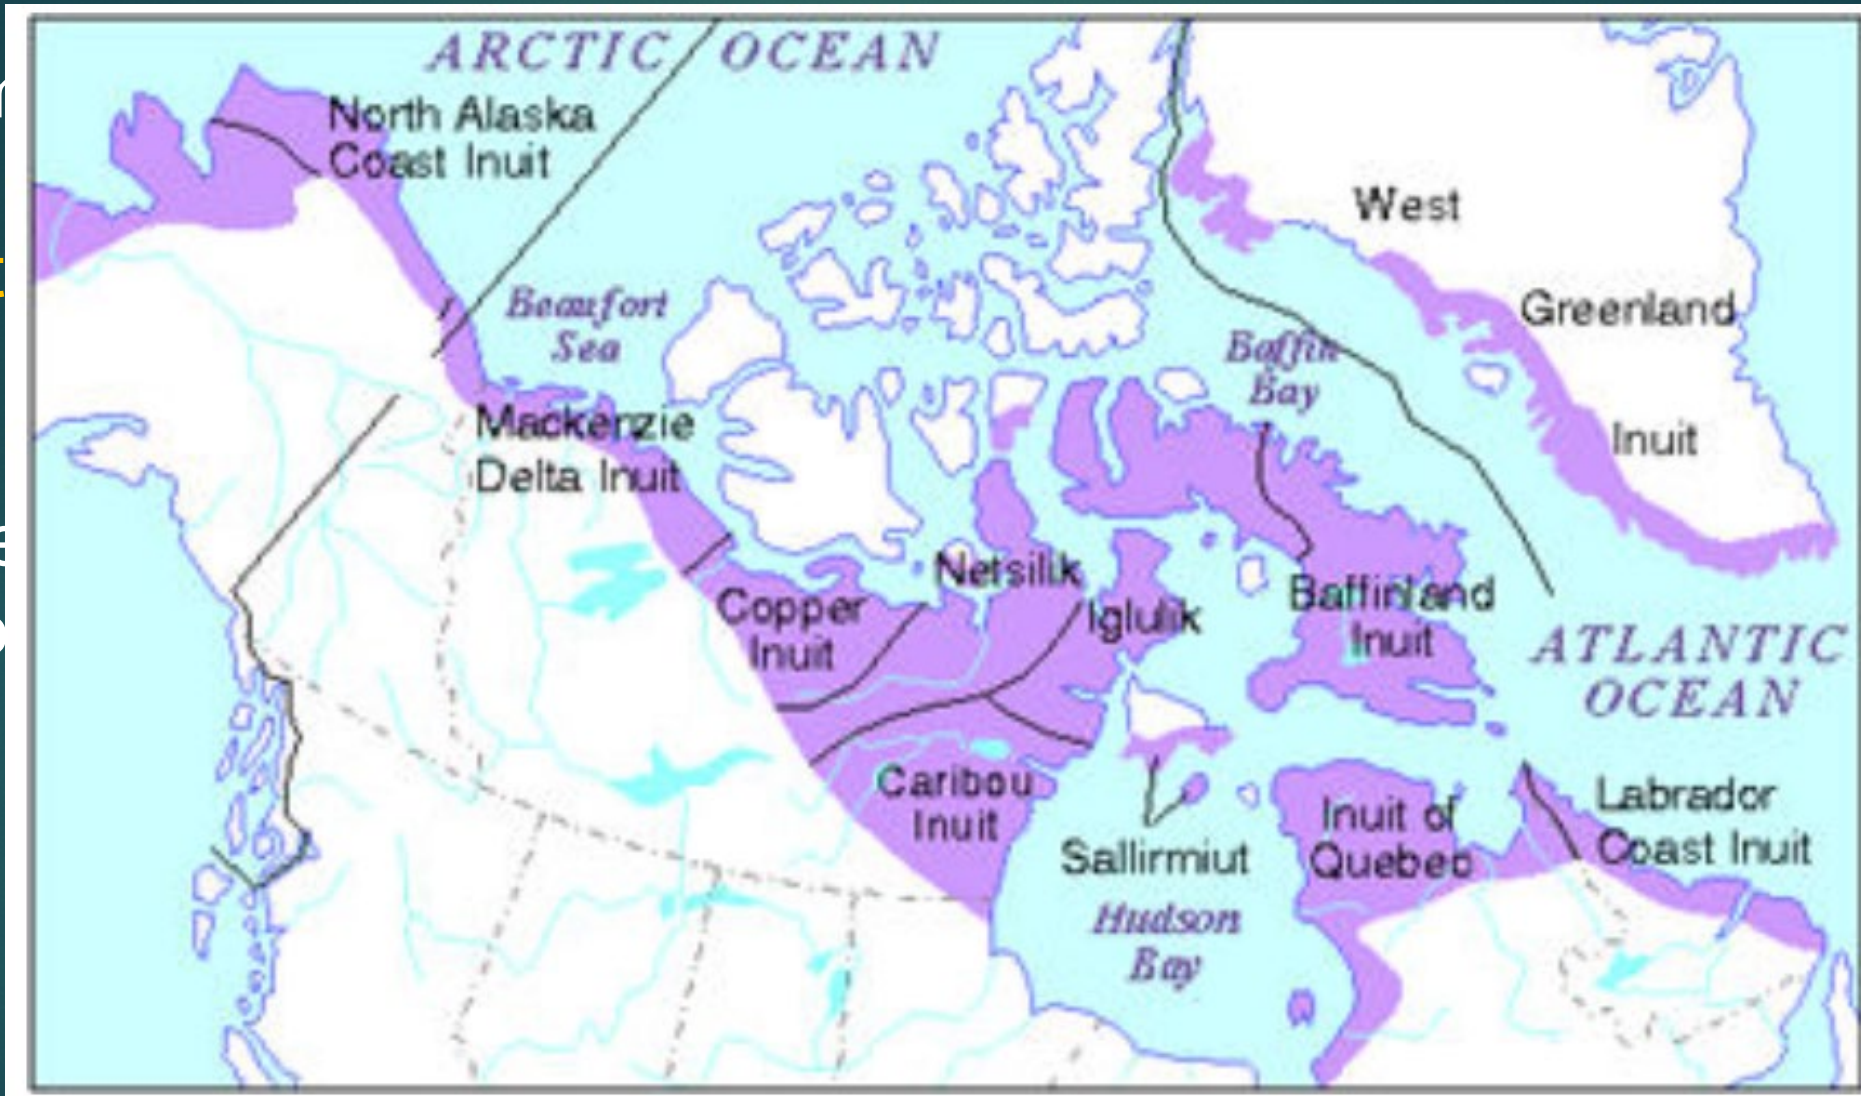 ARCTIC OCEAN
North Alaska
Coast Inuit
West
Greenland
Inuit
Beaufort
Sea
Baffin
Bay
Mackenzie
Delta Inuit
Netsilik
Iglulik
Copper
Inuit
Baffinland
Inuit
ATLANTIC
OCEAN
Caribou
Inuit
Sallirmiut
Inuit of
Quebec
Labrador
Coast Inuit
Hudson
Bay